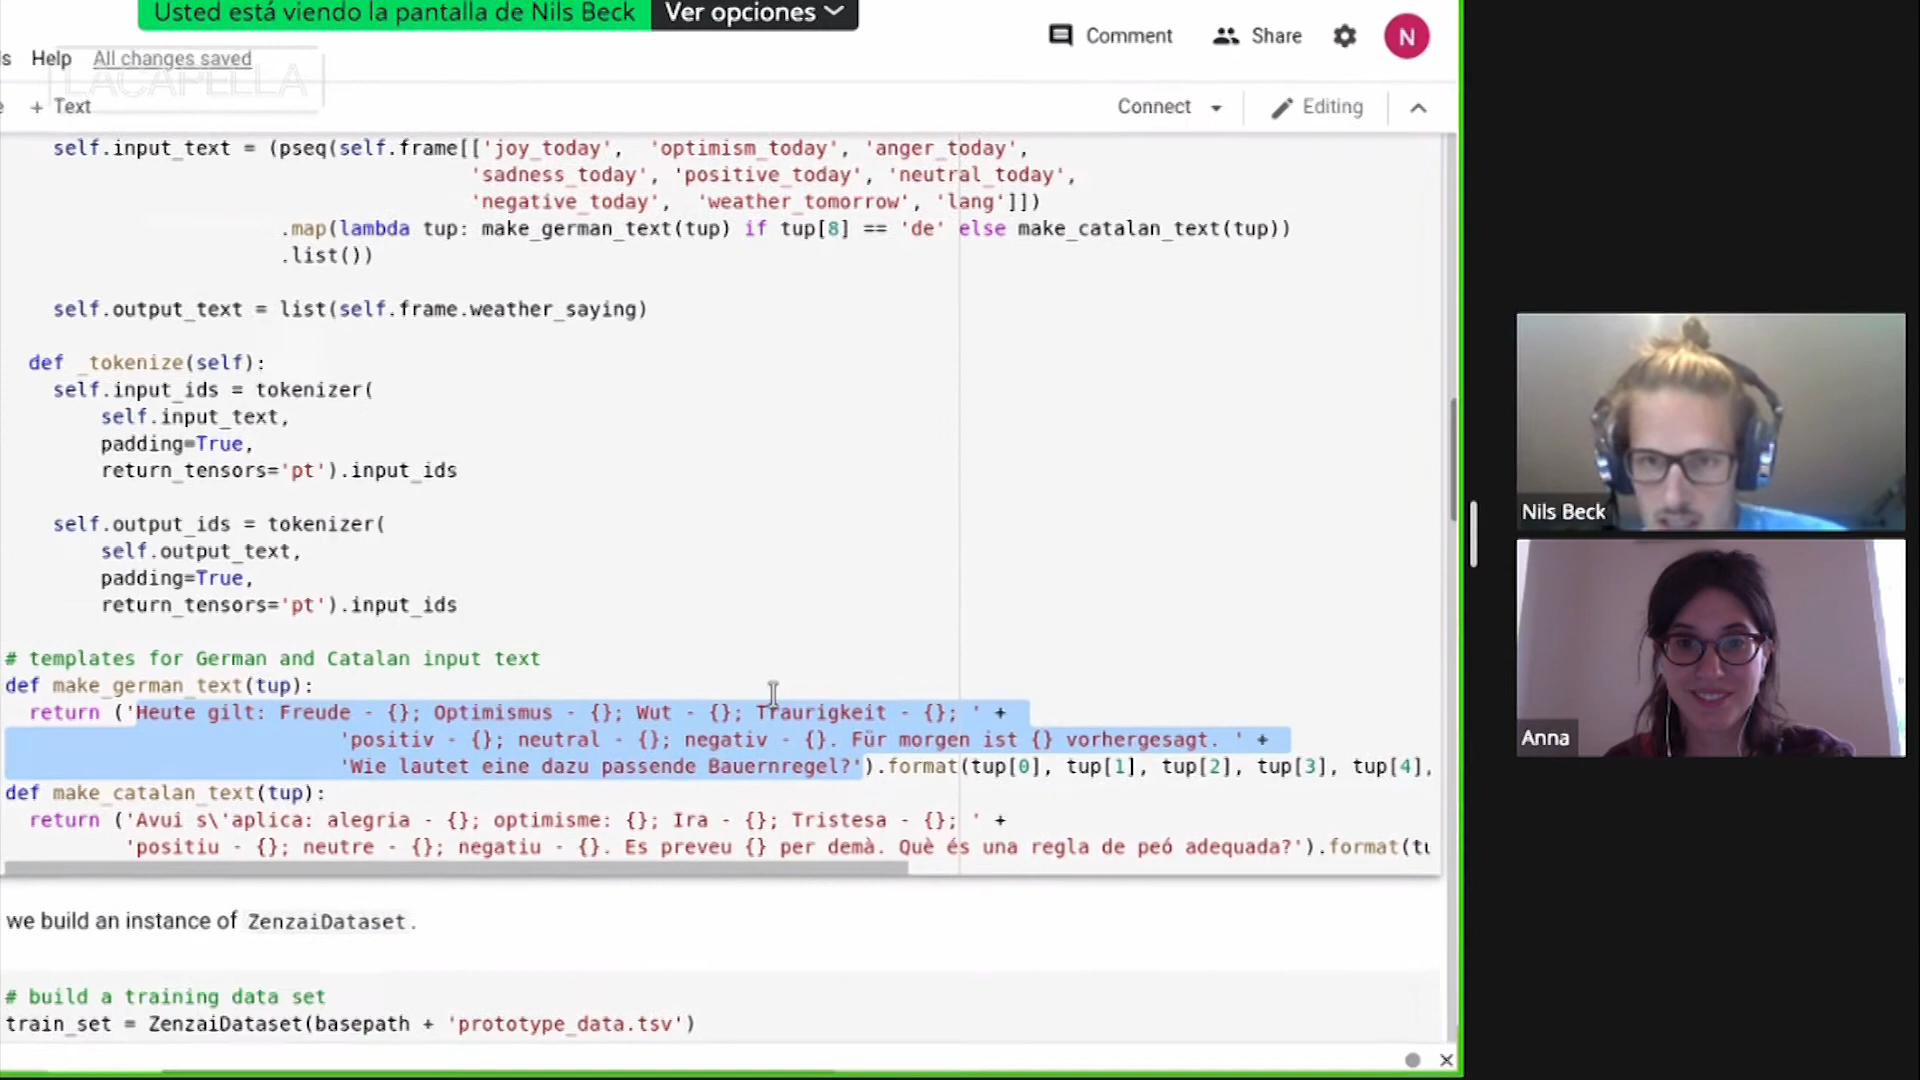 Usted está viendo la pantalla de Nils Beck Ver opciones
Comment Share N
ls Help All changes saved
LACAPELLA
+ Text Connect Editing
self.input_text = (pseq(self.frame[['joy_today', 'optimism_today', 'anger_today',
'sadness_today', 'positive_today', 'neutral_today',
'negative_today', 'weather_tomorrow', 'lang']])
.map(lambda tup: make_german_text(tup) if tup[8] == 'de' else make_catalan_text(tup))
.list())
self.output_text = list(self.frame.weather_saying)
def _tokenize(self):
self.input_ids = tokenizer(
self.input_text,
padding=True,
return_tensors='pt').input_ids
self.output_ids = tokenizer(
self.output_text,
padding=True,
return_tensors='pt').input_ids
# templates for German and Catalan input text
def make_german_text(tup):
return ('Heute gilt: Freude - {}; Optimismus - {}; Wut - {}; Traurigkeit - {}; ' +
'positiv - {}; neutral - {}; negativ - {}. Für morgen ist {} vorhergesagt. ' +
'Wie lautet eine dazu passende Bauernregel?').format(tup[0], tup[1], tup[2], tup[3], tup[4],
def make_catalan_text(tup):
return ('Avui s\'aplica: alegria - {}; optimisme: {}; Ira - {}; Tristesa - {}; ' +
'positiu - {}; neutre - {}; negatiu - {}. Es preveu {} per demà. Què és una regla de peó adequada?').format(tu
we build an instance of ZenzaiDataset.
# build a training data set
train_set = ZenzaiDataset(basepath + 'prototype_data.tsv')
Nils Beck
Anna